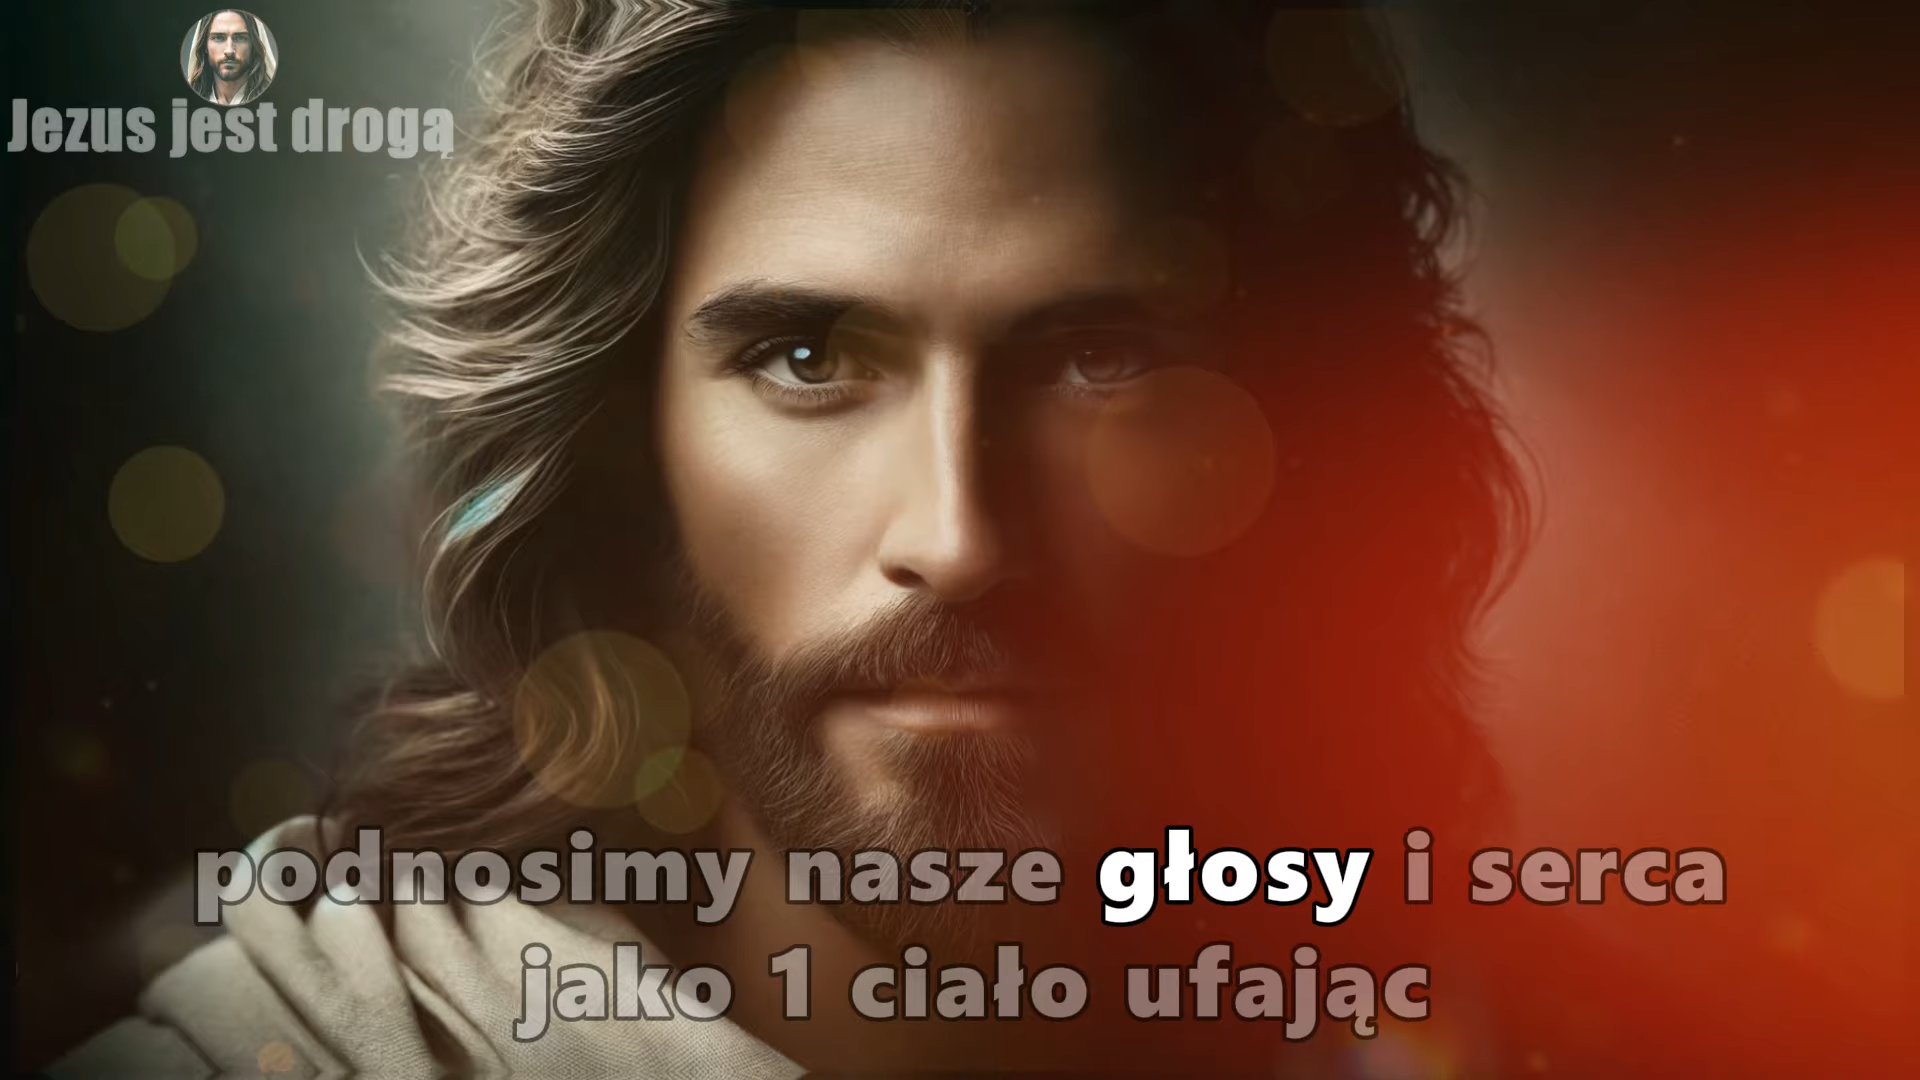 Jezus jest drogą
podnosimy nasze głosy i serca
jako 1 ciało ufając